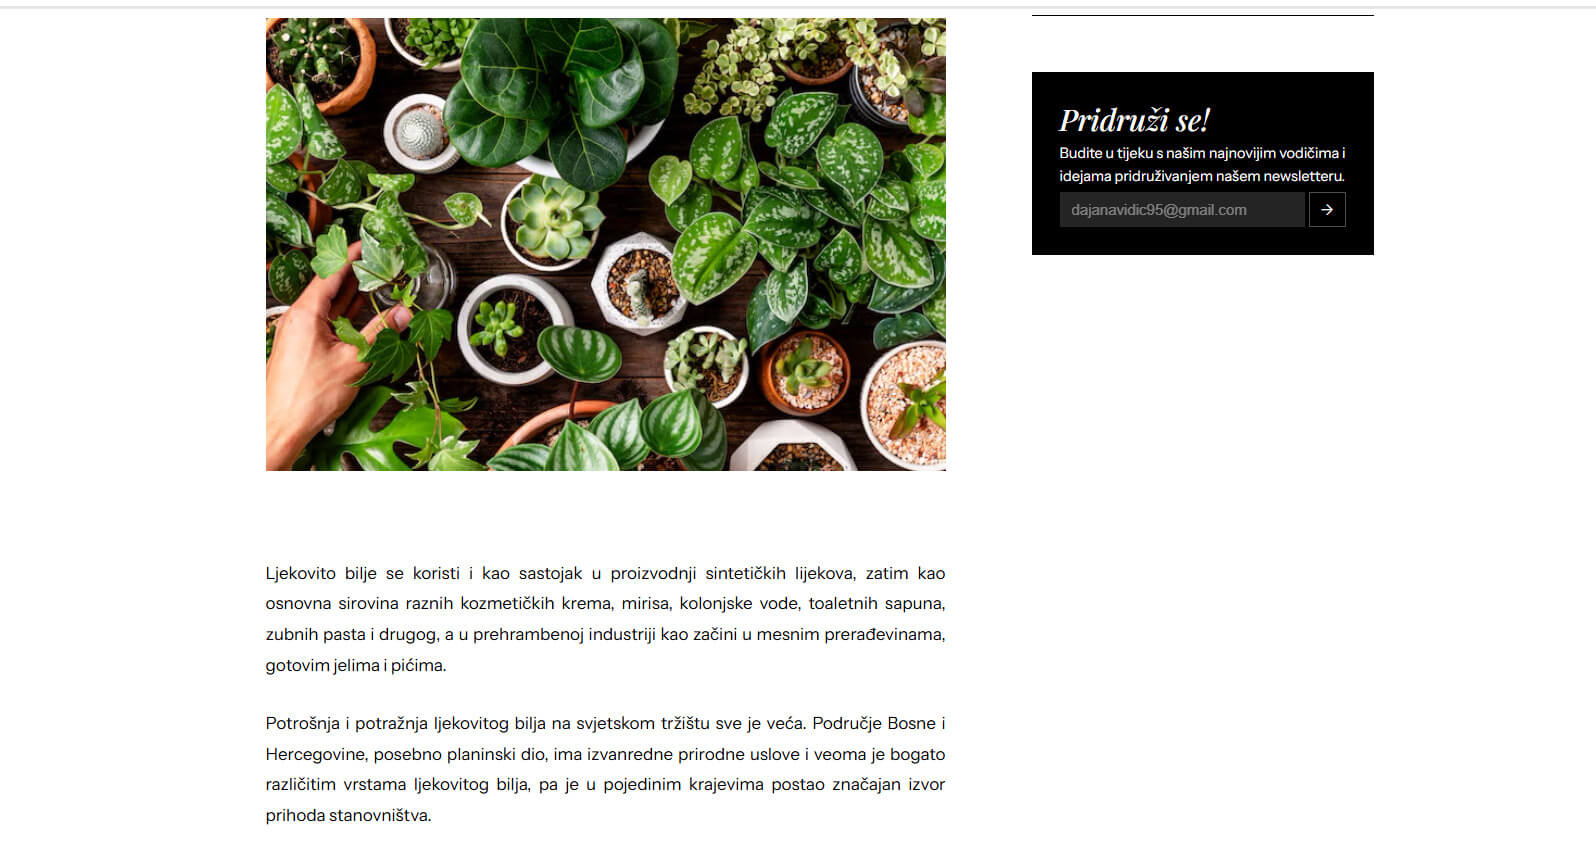 Pridruži se!
Budite u tijeku s našim najnovijim vodičima i
idejama pridruživanjem našem newsletteru.
dajanavidic95@gmail.com
Ljekovito bilje se koristi i kao sastojak u proizvodnji sintetičkih lijekova, zatim kao
osnovna sirovina raznih kozmetičkih krema, mirisa, kolonjske vode, toaletnih sapuna,
zubnih pasta i drugog, a u prehrambenoj industriji kao začini u mesnim prerađevinama,
gotovim jelima i pićima.
Potrošnja i potražnja ljekovitog bilja na svjetskom tržištu sve je veća. Područje Bosne i
Hercegovine, posebno planinski dio, ima izvanredne prirodne uslove i veoma je bogato
različitim vrstama ljekovitog bilja, pa je u pojedinim krajevima postao značajan izvor
prihoda stanovništva.